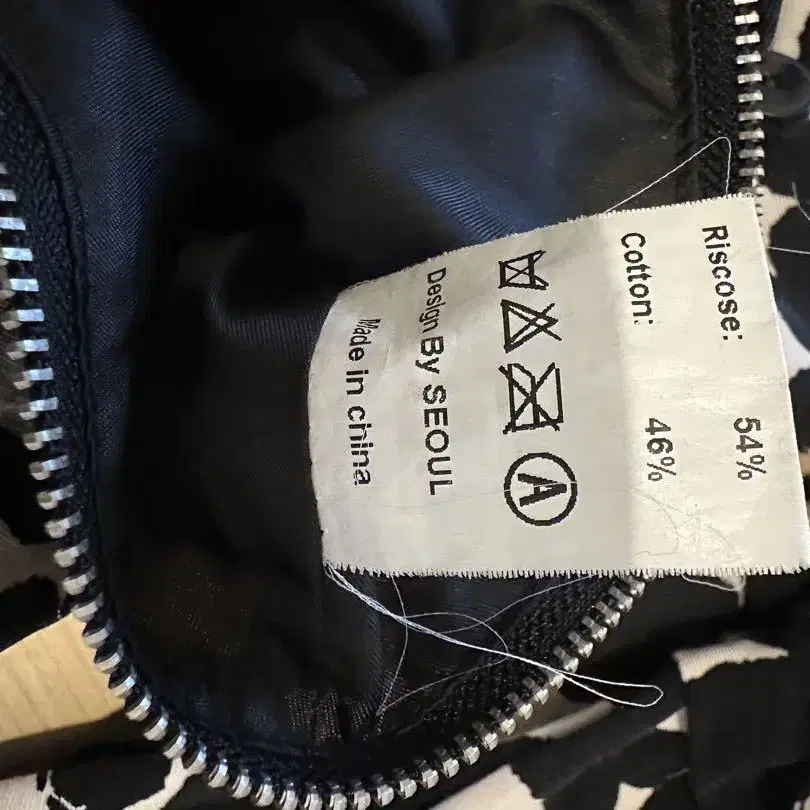 Riscose: 54%
Cotton: 46%
A
Design By SEOUL
Made in china